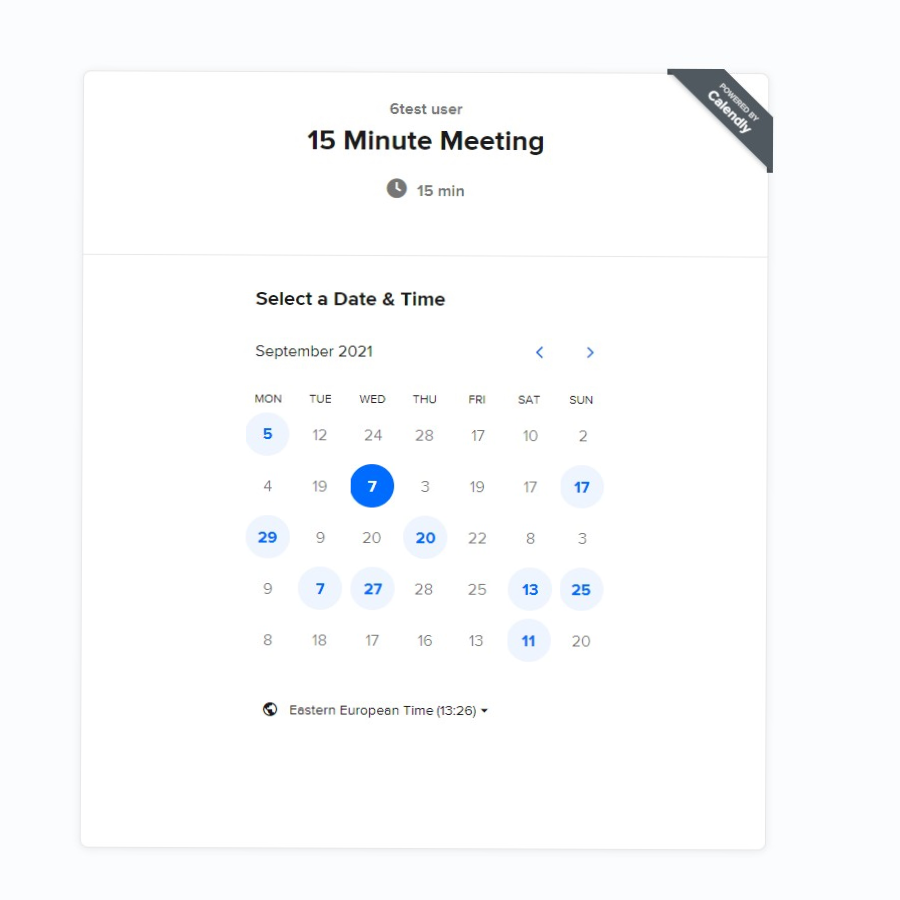 POWERED BY
Calendly
6test user
15 Minute Meeting
15 min
Select a Date & Time
September 2021
MON TUE WED THU FRI SAT SUN
5 12 24 28 17 10 2
4 19 7 3 19 17 17
29 9 20 20 22 8 3
9 7 27 28 25 13 25
8 18 17 16 13 11 20
Eastern European Time (13:26)